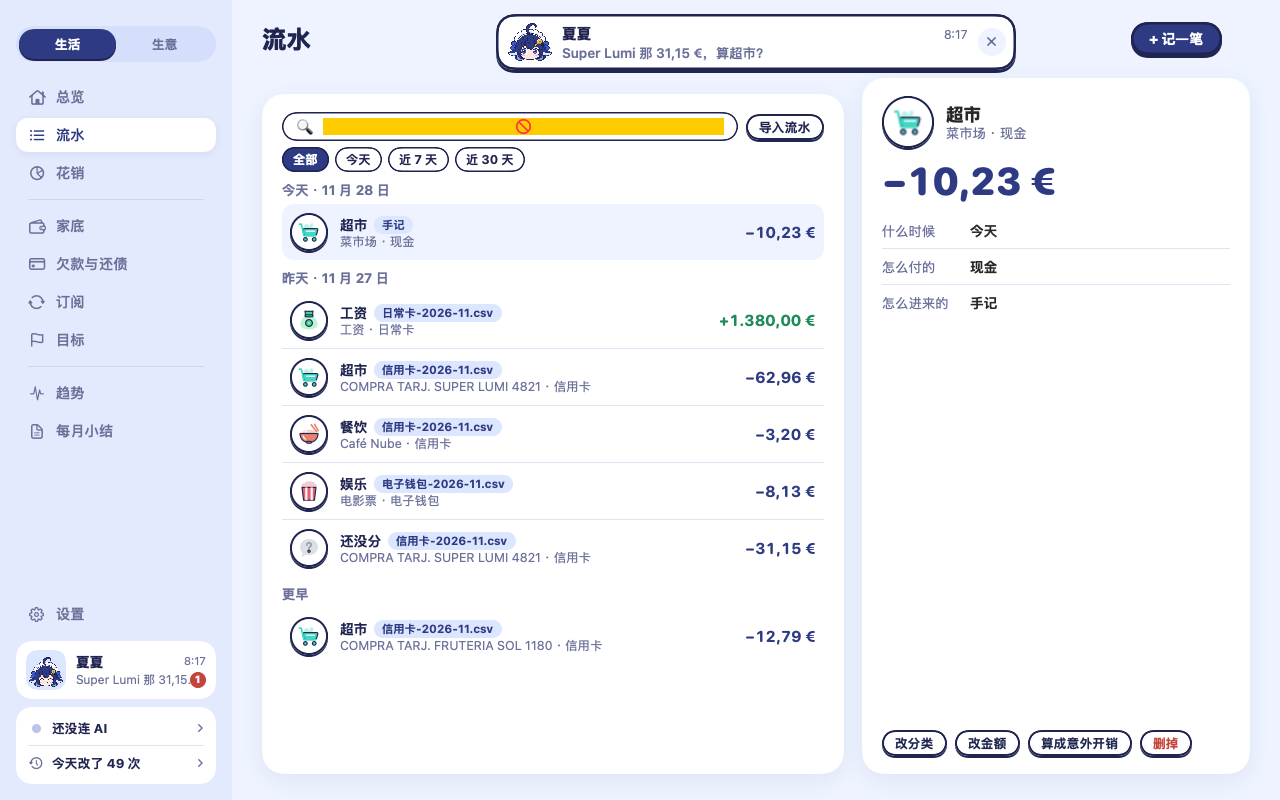 生活
生意
总览
流水
花销
家底
欠款与还债
订阅
目标
趋势
每月小结
设置
夏夏
8:17
Super Lumi 那 31,15.
1
还没连 AI
今天改了 49 次
流水
夏夏
8:17
Super Lumi 那 31,15 €，算超市?
+ 记一笔
导入流水
全部
今天
近 7 天
近 30 天
今天 · 11 月 28 日
超市 手记
菜市场 · 现金
−10,23 €
昨天 · 11 月 27 日
工资 日常卡-2026-11.csv
工资 · 日常卡
+1.380,00 €
超市 信用卡-2026-11.csv
COMPRA TARJ. SUPER LUMI 4821 · 信用卡
−62,96 €
餐饮 信用卡-2026-11.csv
Café Nube · 信用卡
−3,20 €
娱乐 电子钱包-2026-11.csv
电影票 · 电子钱包
−8,13 €
还没分 信用卡-2026-11.csv
COMPRA TARJ. SUPER LUMI 4821 · 信用卡
−31,15 €
更早
超市 信用卡-2026-11.csv
COMPRA TARJ. FRUTERIA SOL 1180 · 信用卡
−12,79 €
超市
菜市场 · 现金
−10,23 €
什么时候 今天
怎么付的 现金
怎么进来的 手记
改分类
改金额
算成意外开销
删掉